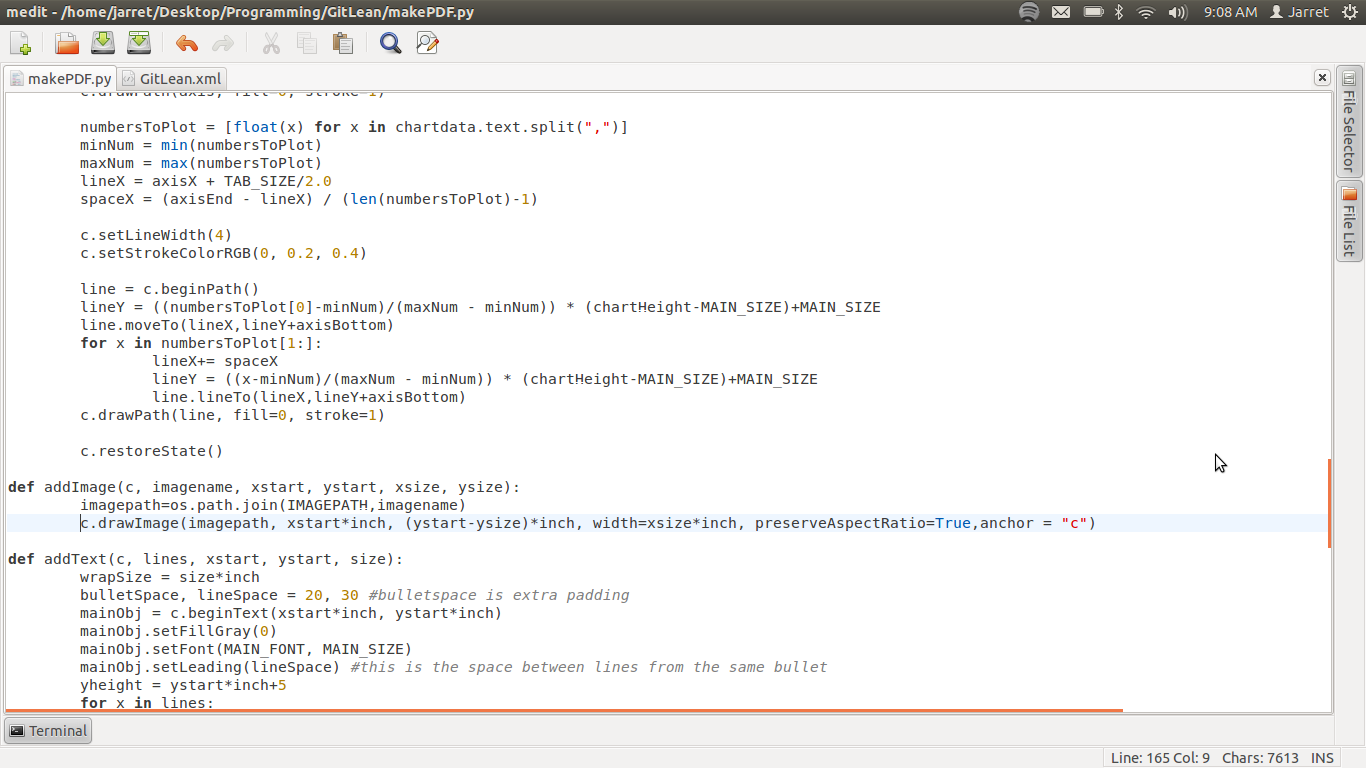 medit - /home/jarret/Desktop/Programming/GitLean/makePDF.py
9:08 AM
Jarret
makePDF.py
GitLean.xml
c.drawPath(axis, fill=0, stroke=1)
numbersToPlot = [float(x) for x in chartdata.text.split(",")]
minNum = min(numbersToPlot)
maxNum = max(numbersToPlot)
lineX = axisX + TAB_SIZE/2.0
spaceX = (axisEnd - lineX) / (len(numbersToPlot)-1)
c.setLineWidth(4)
c.setStrokeColorRGB(0, 0.2, 0.4)
line = c.beginPath()
lineY = ((numbersToPlot[0]-minNum)/(maxNum - minNum)) * (chartHeight-MAIN_SIZE)+MAIN_SIZE
line.moveTo(lineX,lineY+axisBottom)
for x in numbersToPlot[1:]:
lineX+= spaceX
lineY = ((x-minNum)/(maxNum - minNum)) * (chartHeight-MAIN_SIZE)+MAIN_SIZE
line.lineTo(lineX,lineY+axisBottom)
c.drawPath(line, fill=0, stroke=1)
c.restoreState()
def addImage(c, imagename, xstart, ystart, xsize, ysize):
imagepath=os.path.join(IMAGEPATH,imagename)
c.drawImage(imagepath, xstart*inch, (ystart-ysize)*inch, width=xsize*inch, preserveAspectRatio=True,anchor = "c")
def addText(c, lines, xstart, ystart, size):
wrapSize = size*inch
bulletSpace, lineSpace = 20, 30 #bulletspace is extra padding
mainObj = c.beginText(xstart*inch, ystart*inch)
mainObj.setFillGray(0)
mainObj.setFont(MAIN_FONT, MAIN_SIZE)
mainObj.setLeading(lineSpace) #this is the space between lines from the same bullet
yheight = ystart*inch+5
for x in lines:
File Selector
File List
Terminal
Line: 165 Col: 9 Chars: 7613 INS